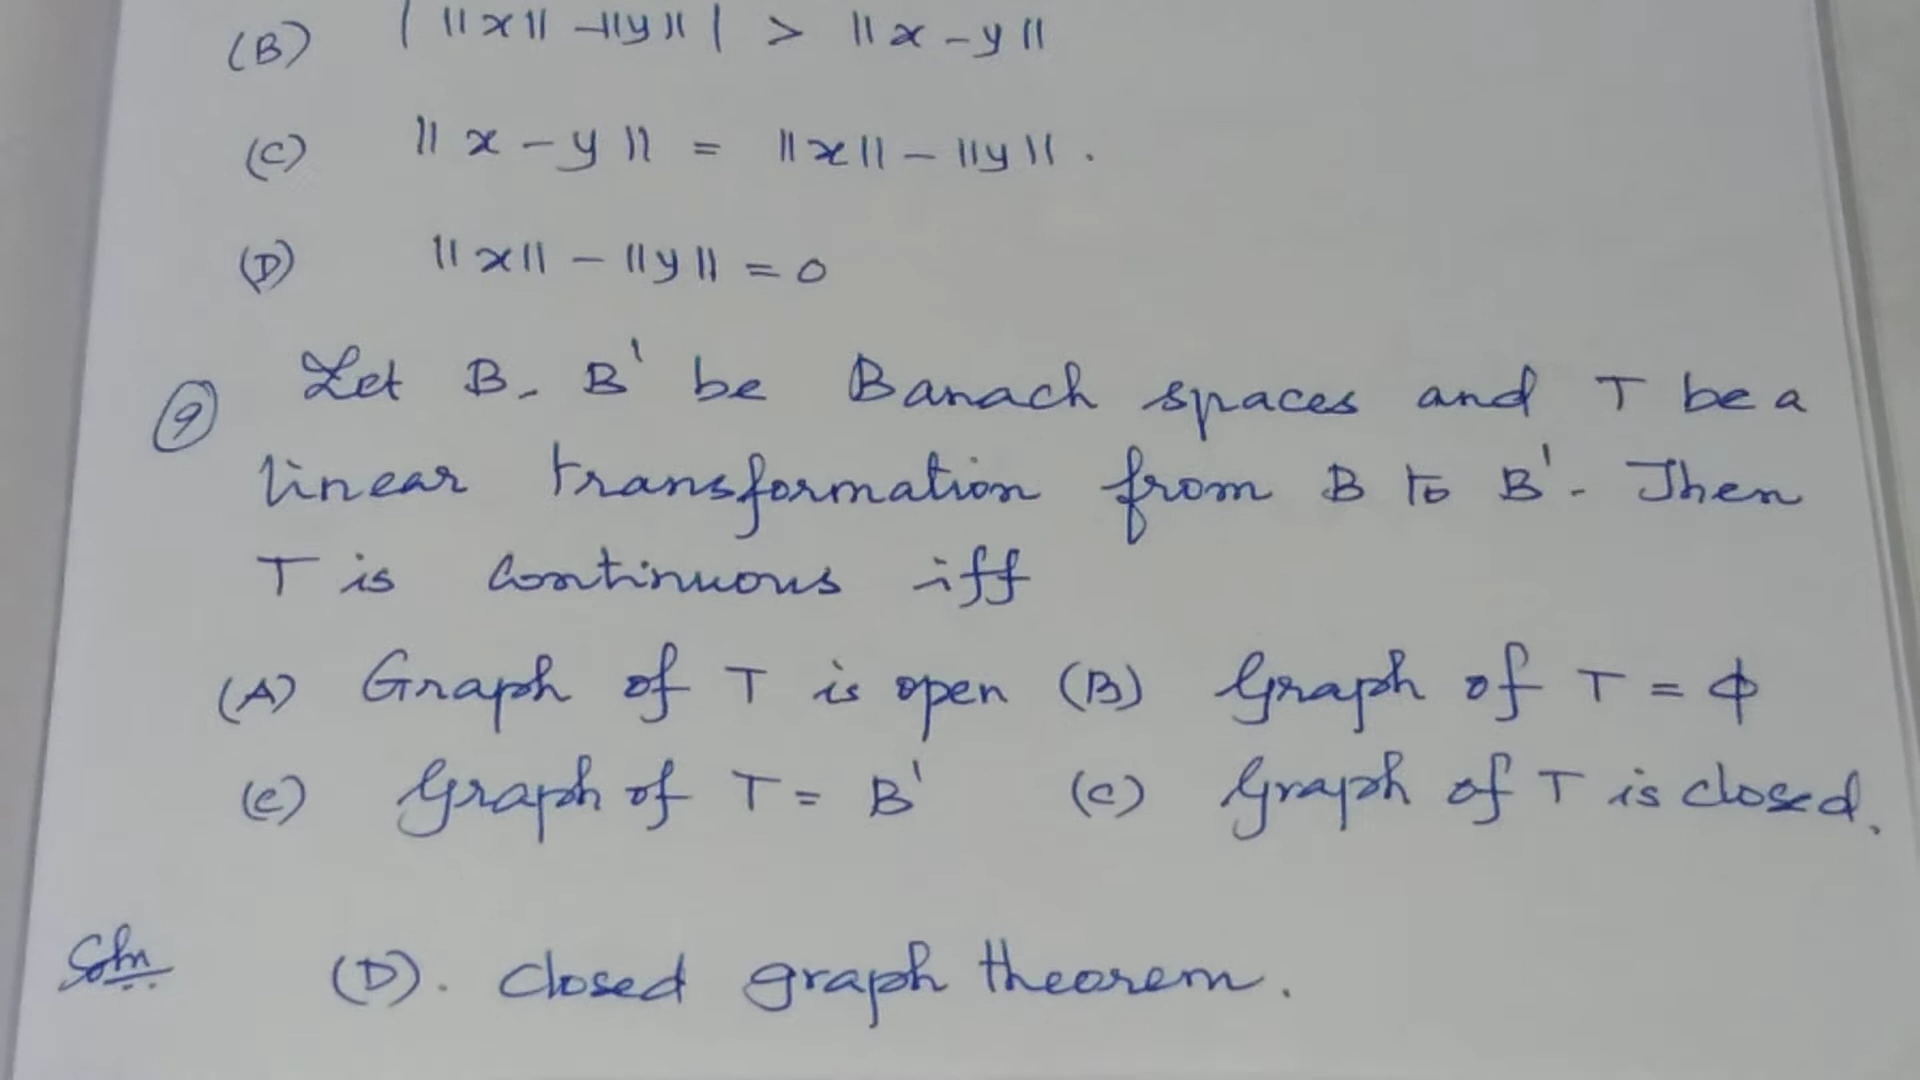 (B) | ||x|| - ||y|| | > ||x - y||
(C) ||x - y|| = ||x|| - ||y|| .
(D) ||x|| - ||y|| = 0
(9) Let B, B' be Banach spaces and T be a
linear transformation from B to B'. Then
T is continuous iff
(A) Graph of T is open (B) Graph of T = ϕ
(c) Graph of T = B' (c) Graph of T is closed.
Soln (D). Closed graph theorem.